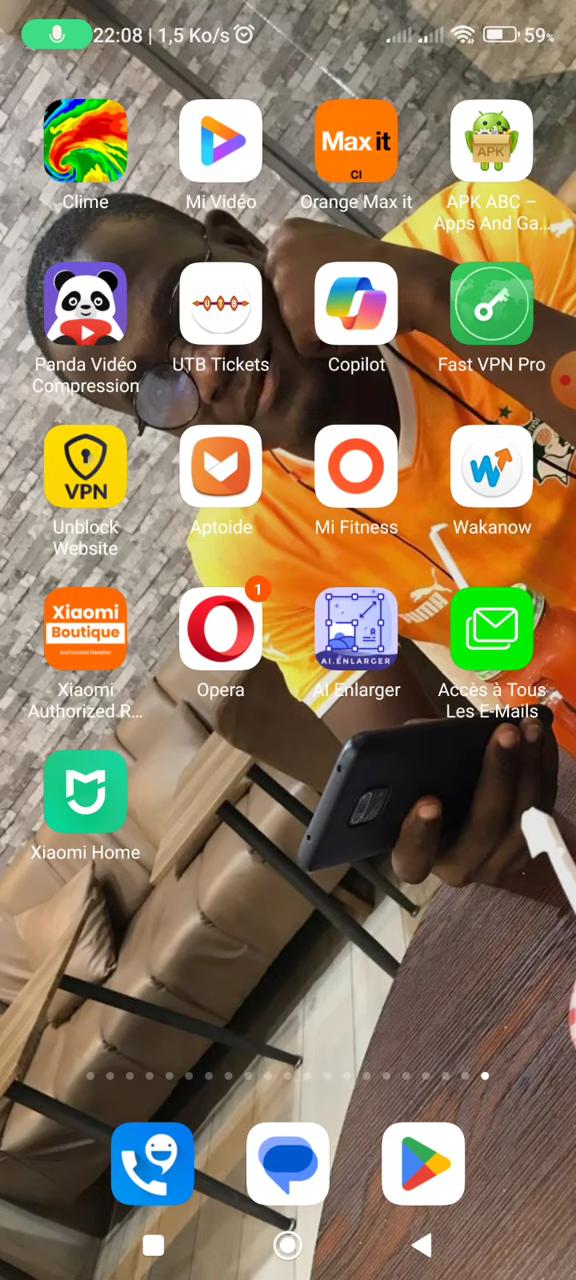 22:08 | 1,5 Ko/s
59%
Max it
CI
APK
Clime
Mi Vidéo
Orange Max it
APK ABC –
Apps And Ga...
UTB
Panda Vidéo
Compression
UTB Tickets
Copilot
Fast VPN Pro
VPN
W
Unblock
Website
Aptoide
Mi Fitness
Wakanow
puma
Xiaomi
Boutique
Authorized Reseller
1
AI.ENLARGER
Xiaomi
Authorized R...
Opera
AI Enlarger
Accès à Tous
Les E-Mails
Xiaomi Home